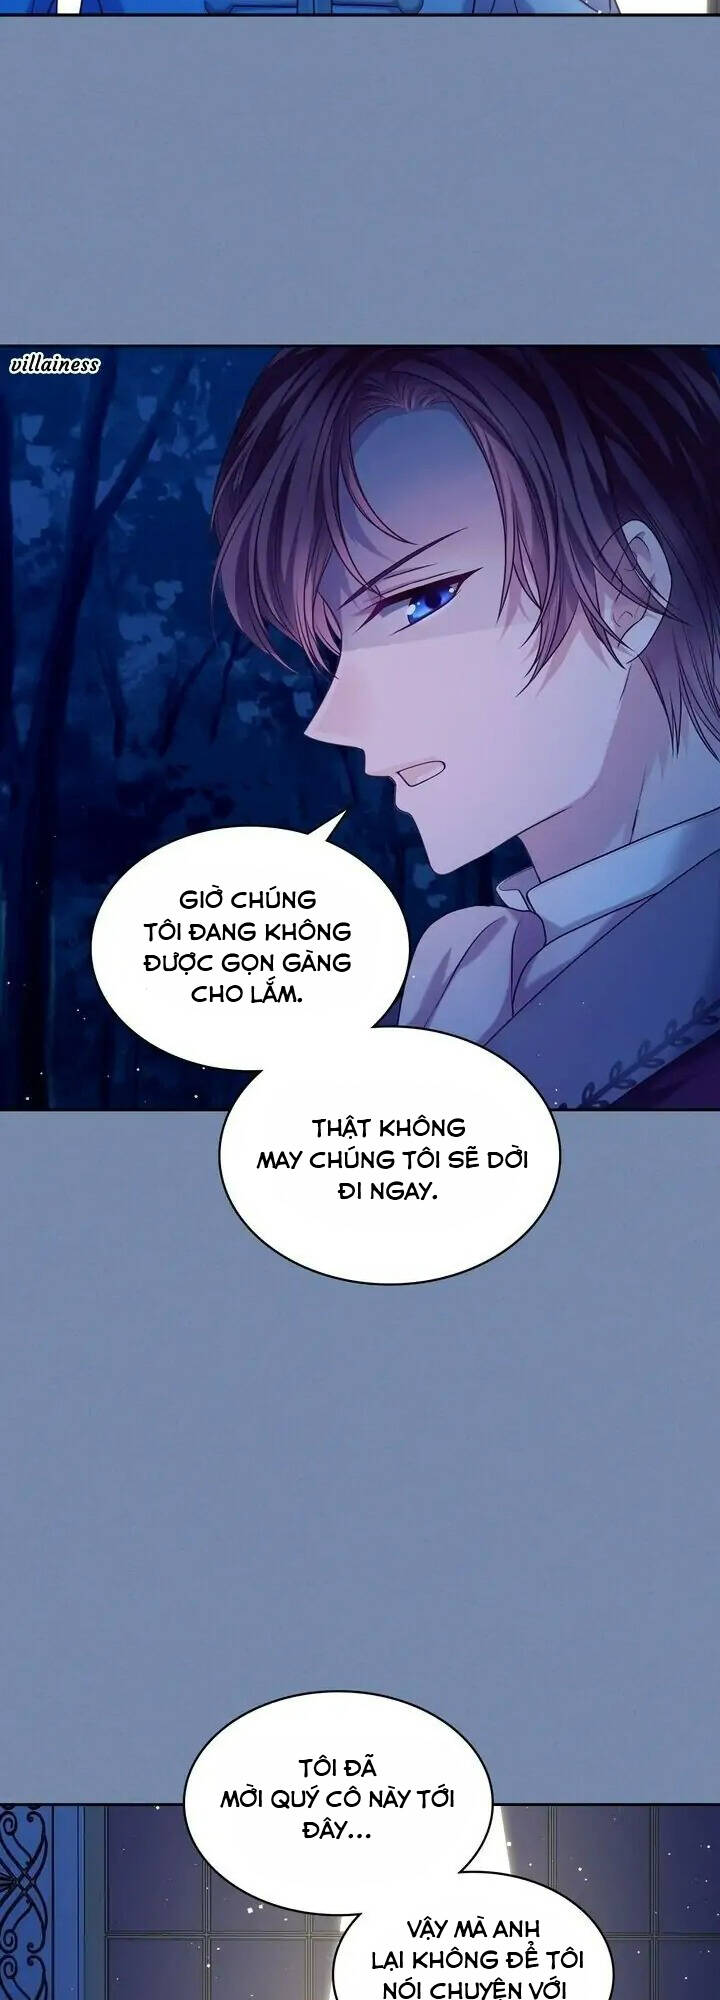 villainess
GIỜ CHÚNG
TÔI ĐANG KHÔNG
ĐƯỢC GỌN GÀNG
CHO LẮM.
THẬT KHÔNG
MAY CHÚNG TÔI SẼ DỜI
ĐI NGAY.
TÔI ĐÃ
MỜI QUÝ CÔ NÀY TỚI
ĐÂY...
VẬY MÀ ANH
LẠI KHÔNG ĐỂ TÔI
NÓI CHUYỆN VỚI